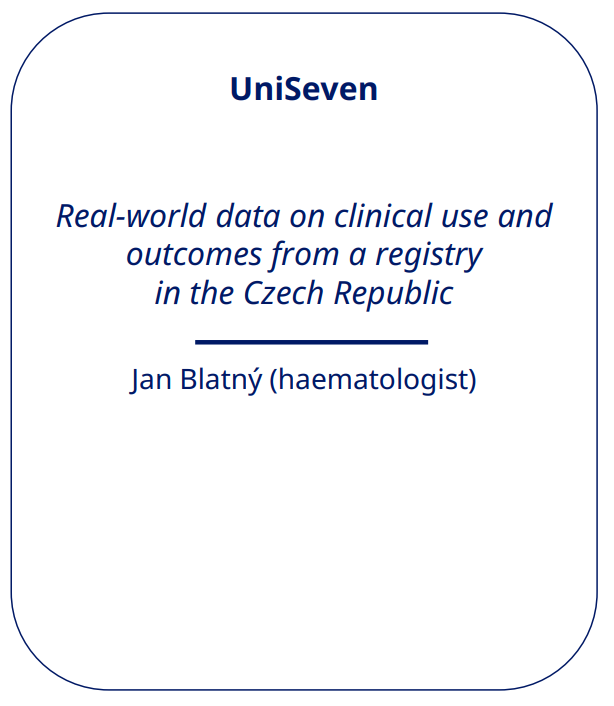 UniSeven
Real-world data on clinical use and
outcomes from a registry
in the Czech Republic
Jan Blatný (haematologist)